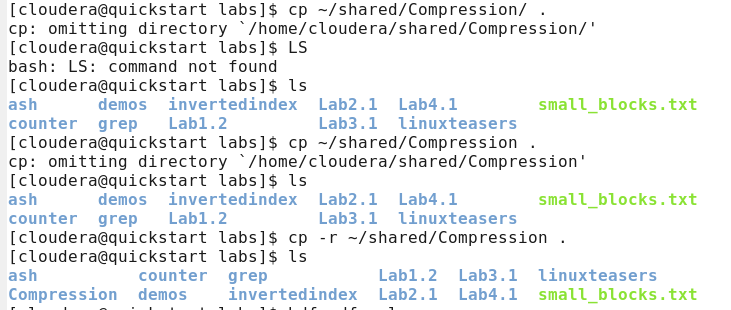 [cloudera@quickstart labs]$ cp ~/shared/Compression/ .
cp: omitting directory `/home/cloudera/shared/Compression/'
[cloudera@quickstart labs]$ LS
bash: LS: command not found
[cloudera@quickstart labs]$ ls
ash      demos  invertedindex  Lab2.1  Lab4.1        small_blocks.txt
counter  grep   Lab1.2         Lab3.1  linuxteasers
[cloudera@quickstart labs]$ cp ~/shared/Compression .
cp: omitting directory `/home/cloudera/shared/Compression'
[cloudera@quickstart labs]$ ls
ash      demos  invertedindex  Lab2.1  Lab4.1        small_blocks.txt
counter  grep   Lab1.2         Lab3.1  linuxteasers
[cloudera@quickstart labs]$ cp -r ~/shared/Compression .
[cloudera@quickstart labs]$ ls
ash          counter  grep           Lab1.2  Lab3.1  linuxteasers
Compression  demos    invertedindex  Lab2.1  Lab4.1  small_blocks.txt